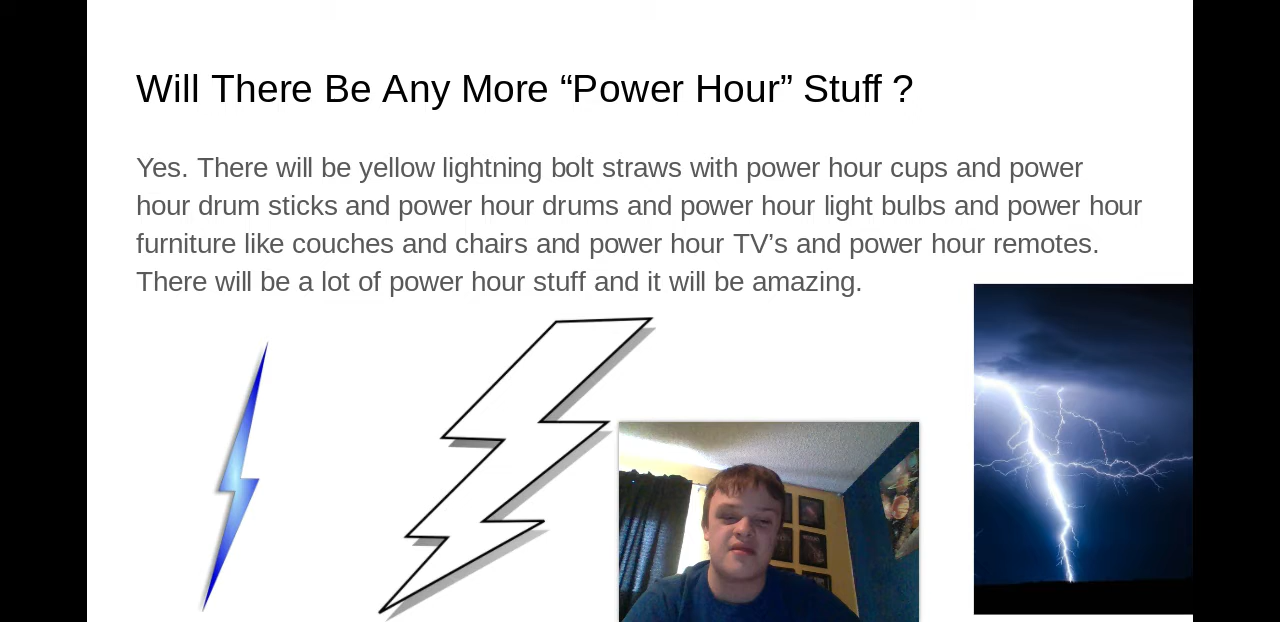 Will There Be Any More “Power Hour” Stuff ?
Yes. There will be yellow lightning bolt straws with power hour cups and power
hour drum sticks and power hour drums and power hour light bulbs and power hour
furniture like couches and chairs and power hour TV’s and power hour remotes.
There will be a lot of power hour stuff and it will be amazing.